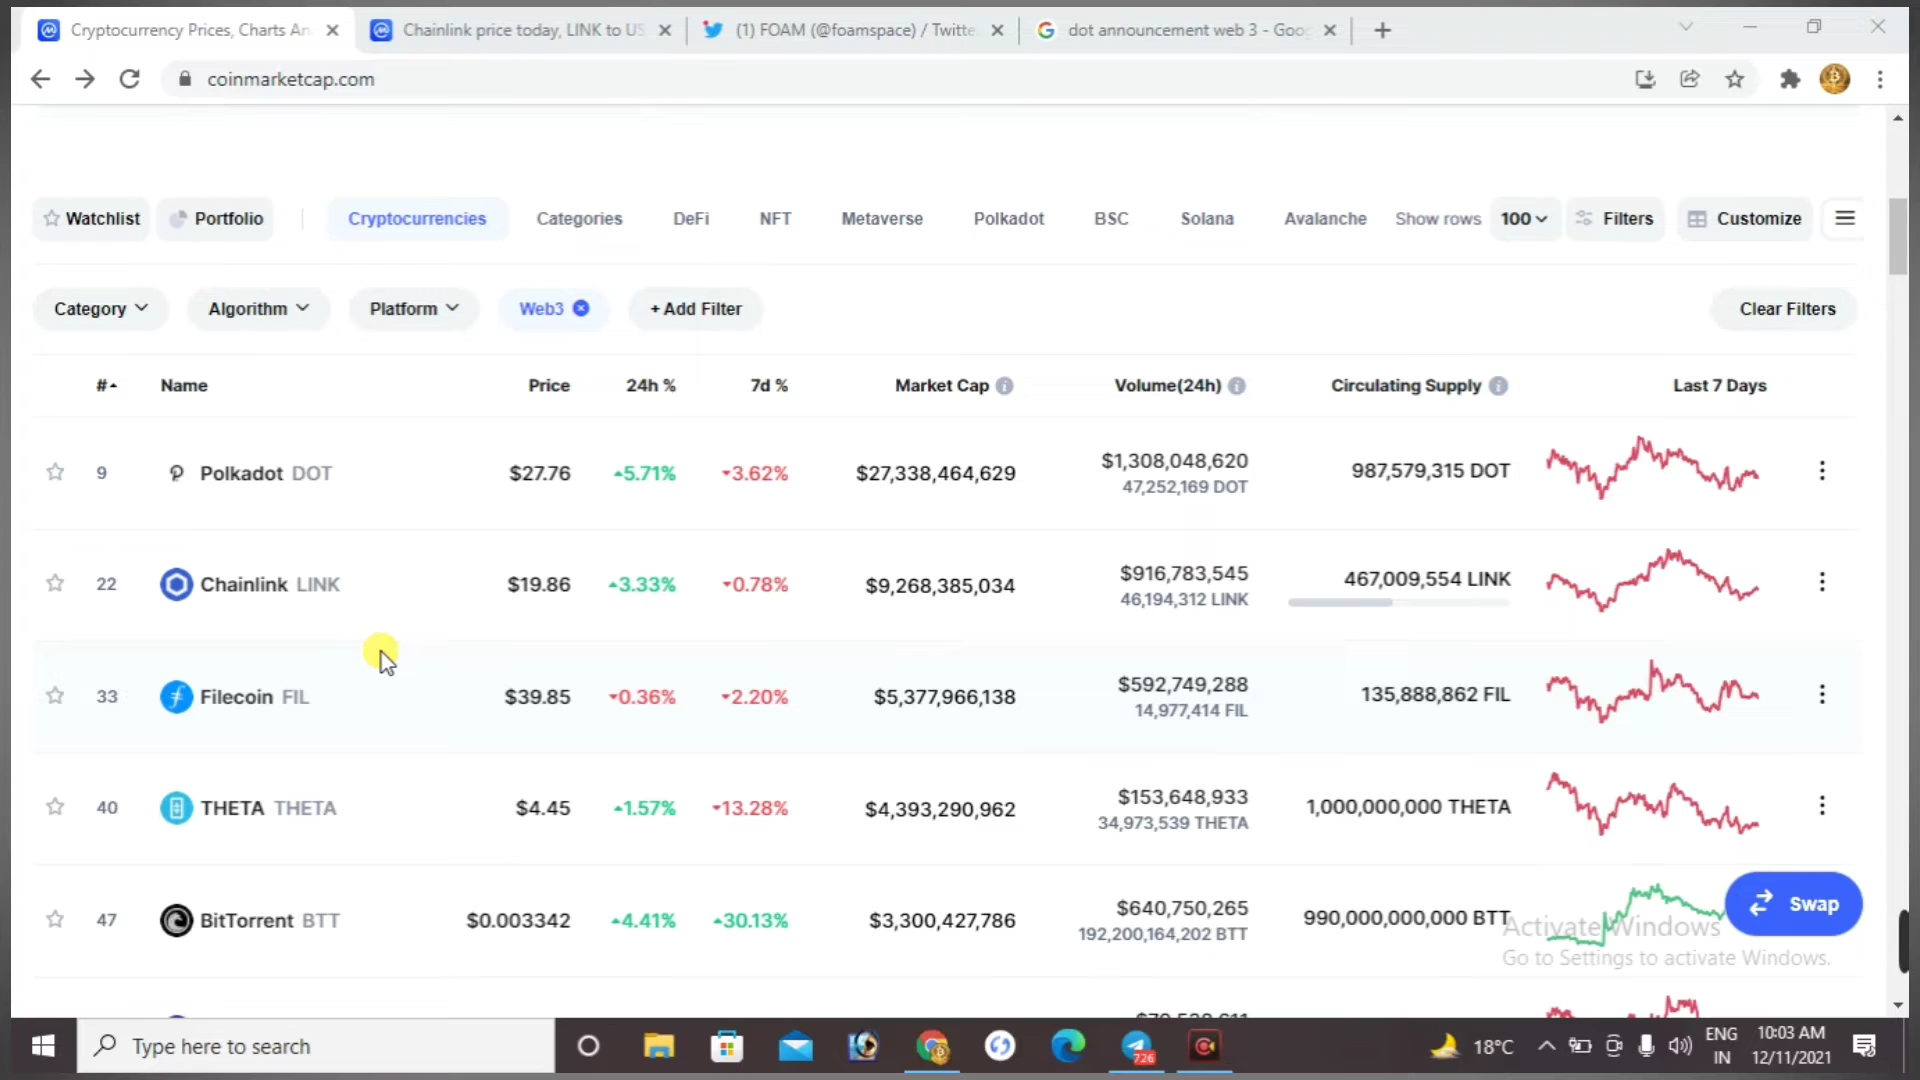 Cryptocurrency Prices, Charts An
Chainlink price today, LINK to US
(1) FOAM (@foamspace) / Twitte
dot announcement web 3 - Goo
coinmarketcap.com
Watchlist
Portfolio
Cryptocurrencies
Categories
DeFi
NFT
Metaverse
Polkadot
BSC
Solana
Avalanche
Show rows
100
Filters
Customize
Category
Algorithm
Platform
Web3
+ Add Filter
Clear Filters
# Name Price 24h % 7d % Market Cap Volume(24h) Circulating Supply Last 7 Days
9 Polkadot DOT $27.76 5.71% 3.62% $27,338,464,629 $1,308,048,620 987,579,315 DOT
47,252,169 DOT
22 Chainlink LINK $19.86 3.33% 0.78% $9,268,385,034 $916,783,545 467,009,554 LINK
46,194,312 LINK
33 Filecoin FIL $39.85 0.36% 2.20% $5,377,966,138 $592,749,288 135,888,862 FIL
14,977,414 FIL
40 THETA THETA $4.45 1.57% 13.28% $4,393,290,962 $153,648,933 1,000,000,000 THETA
34,973,539 THETA
47 BitTorrent BTT $0.003342 4.41% 30.13% $3,300,427,786 $640,750,265 990,000,000,000 BTT
192,200,164,202 BTT
Swap
Activate Windows
Go to Settings to activate Windows.
Type here to search
726
18°C
ENG
IN
10:03 AM
12/11/2021